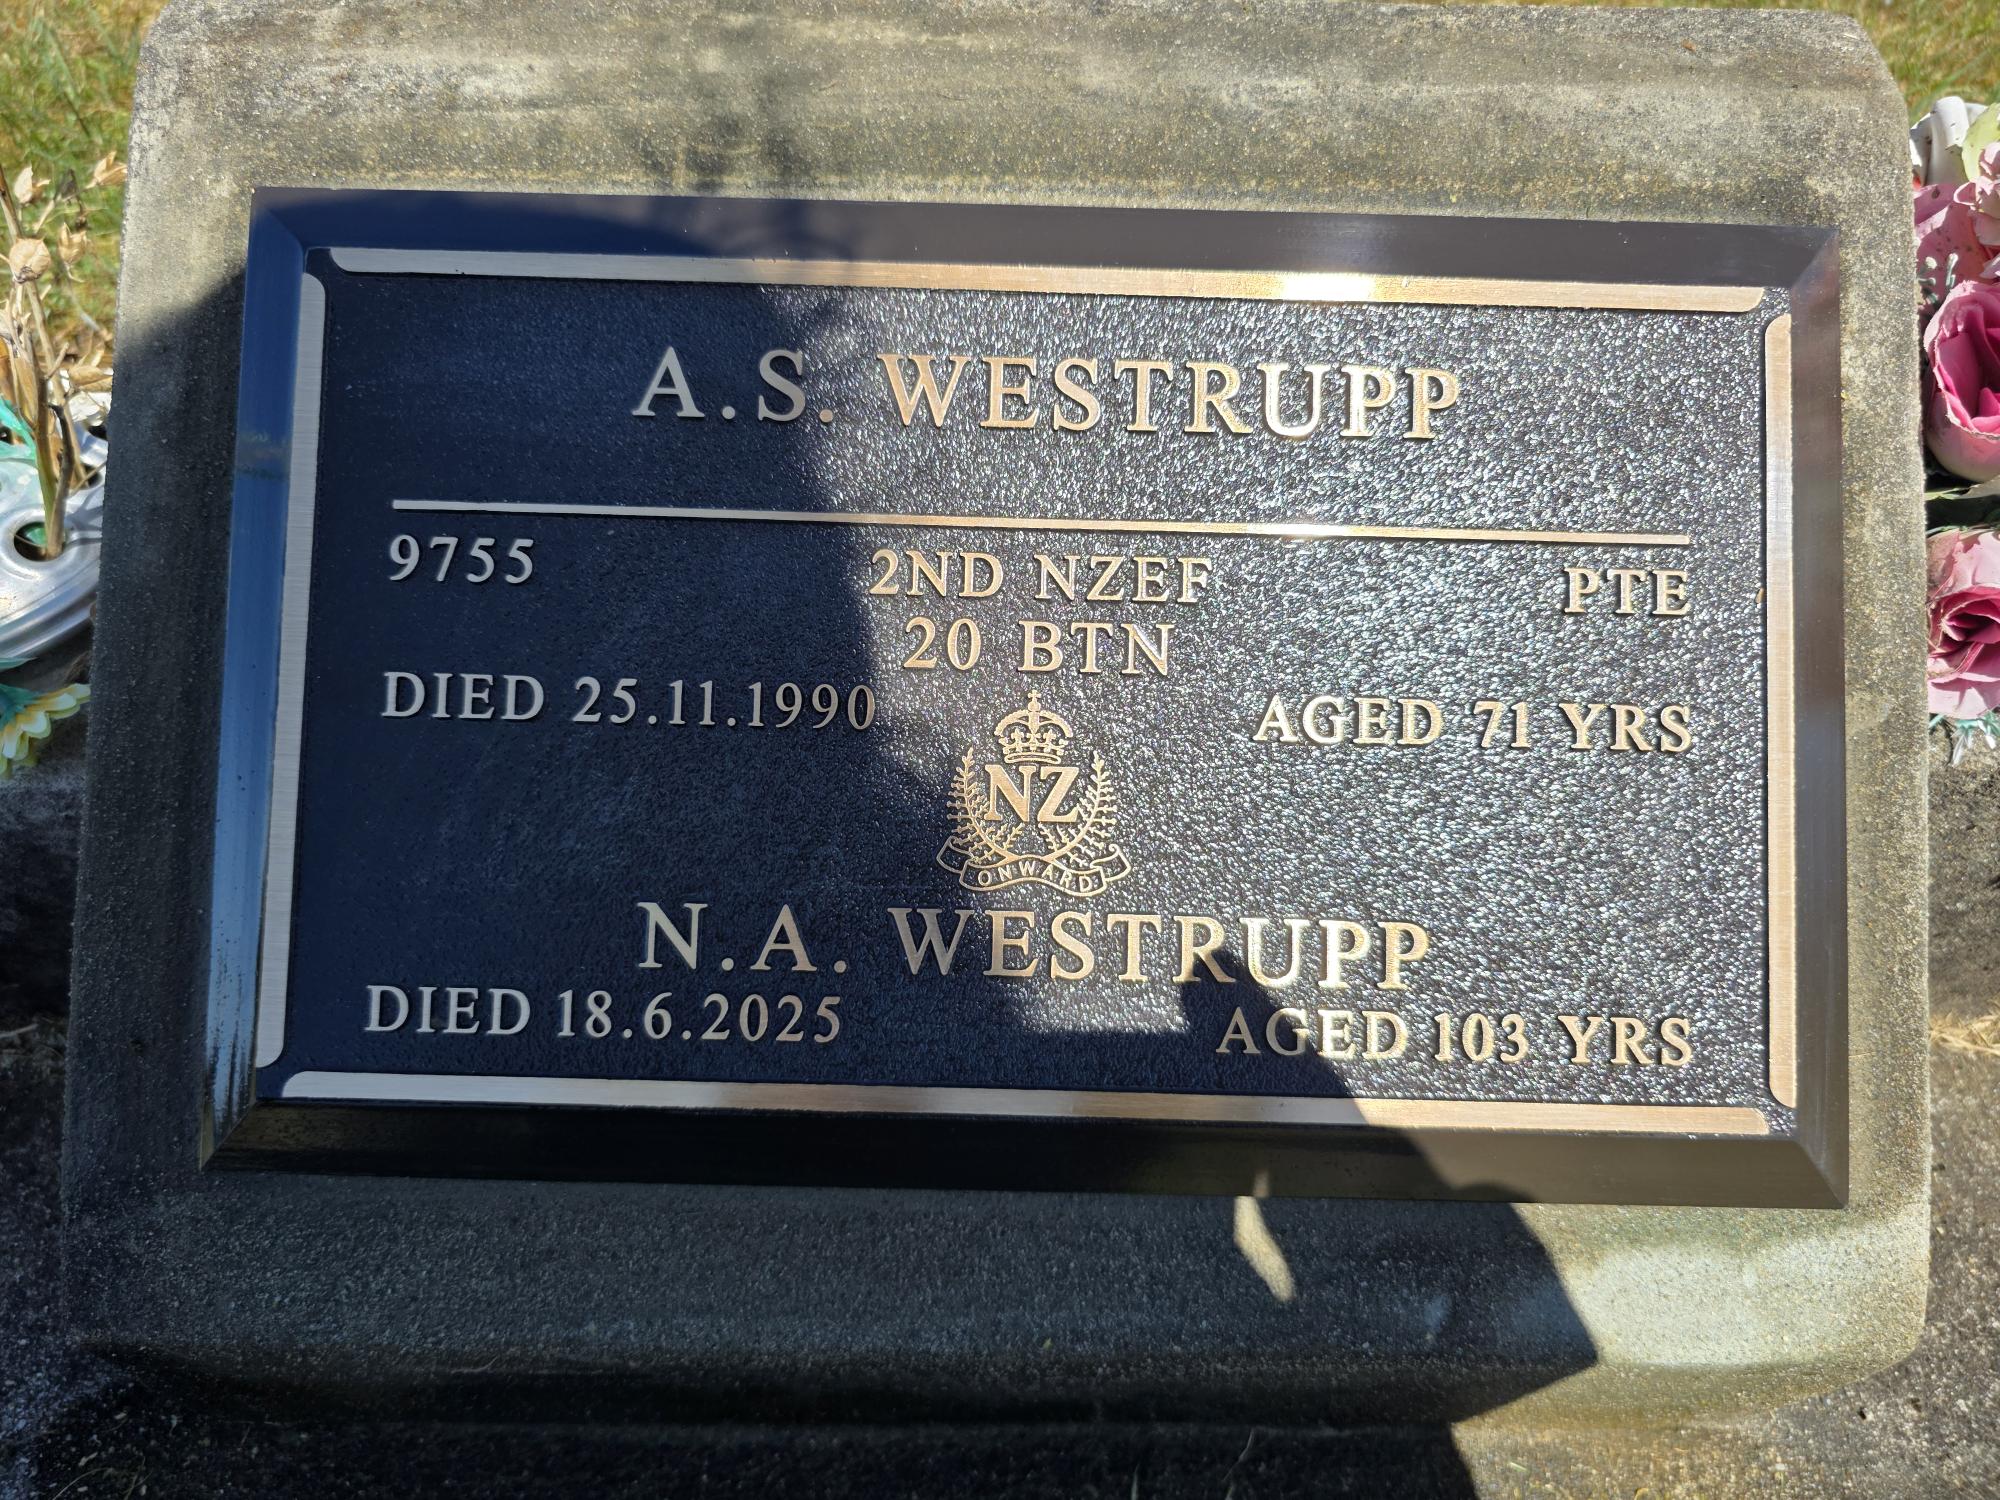 A.S. WESTRUPP
9755 2ND NZEF PTE
20 BTN
DIED 25.11.1990 AGED 71 YRS
NZ
ONWARD
N.A. WESTRUPP
DIED 18.6.2025 AGED 103 YRS